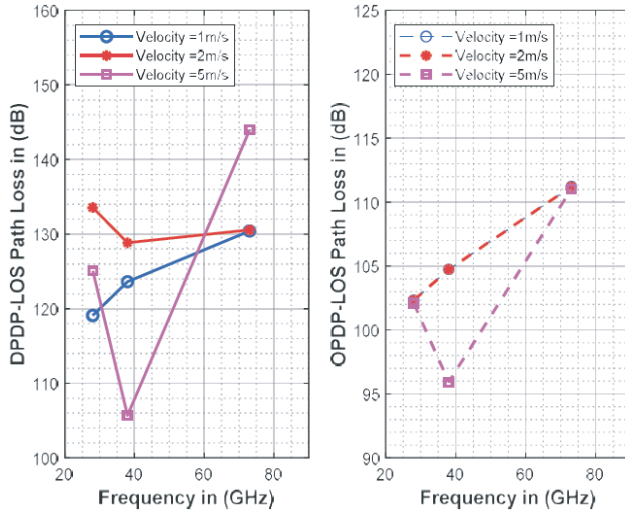 160
150
140
130
120
106
100
20
40
60
80
Velocity =1m/s
Velocity =2m/s
Velocity =5m/s
DPDP-LOS Path Loss in (dB)
Frequency in (GHz)
125
120
115
110
105
100
95
90
20
40
60
80
Velocity =1m/s
Velocity =2m/s
Velocity =5m/s
OPDP-LOS Path Loss in (dB)
Frequency in (GHz)